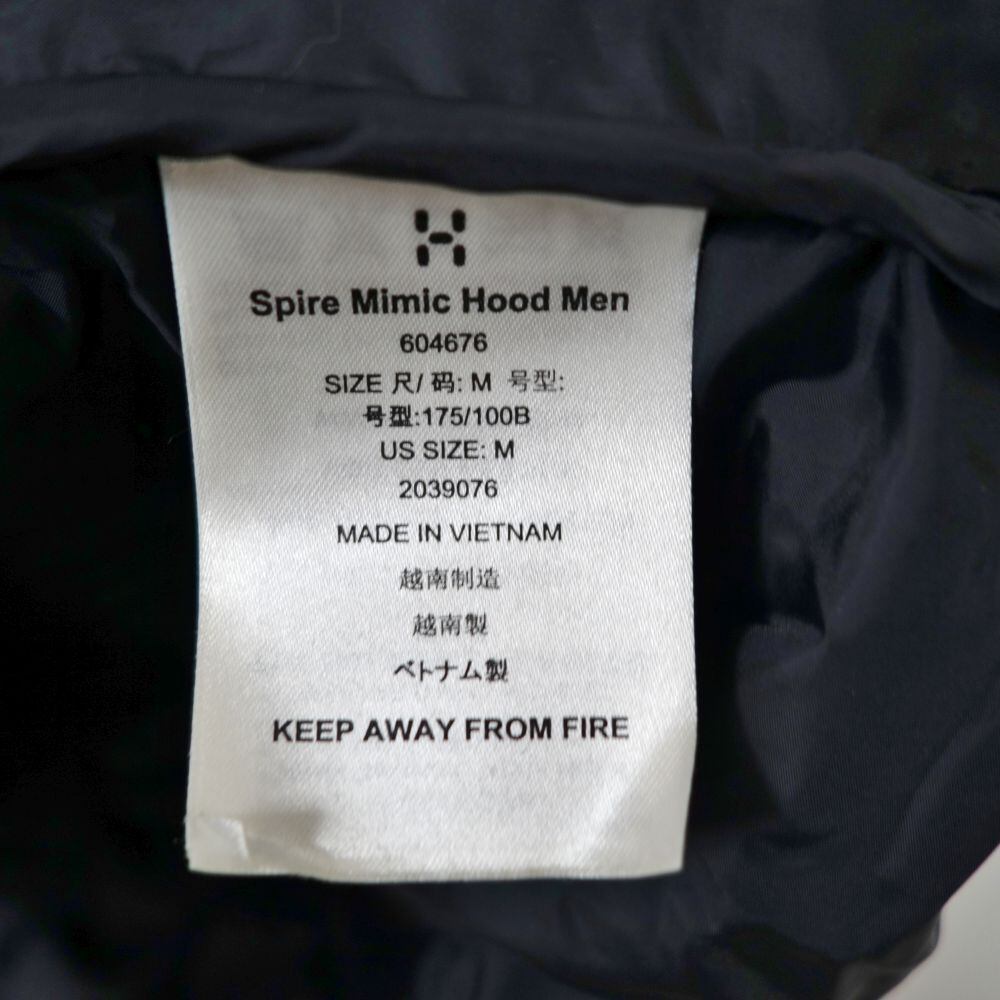 Spire Mimic Hood Men
604676
SIZE 尺/ 码: M 号型:
号型:175/100B
US SIZE: M
2039076
MADE IN VIETNAM
越南制造
越南製
ベトナム製
KEEP AWAY FROM FIRE